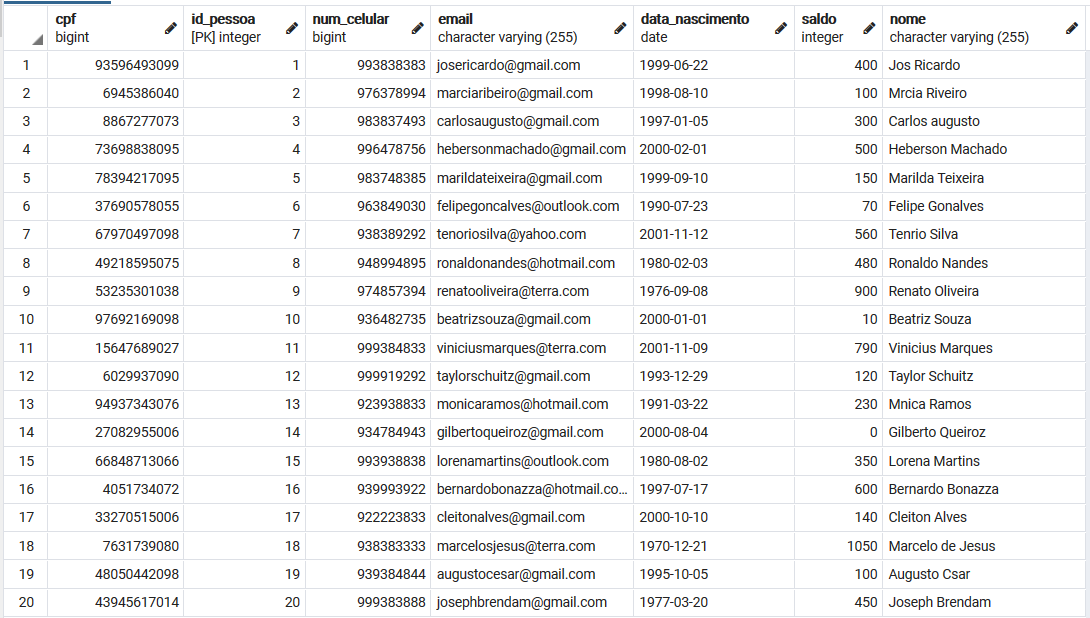 cpf id_pessoa num_celular email data_nascimento saldo nome
bigint [PK] integer bigint character varying (255) date integer character varying (255)
1 93596493099 1 993838383 josericardo@gmail.com 1999-06-22 400 Jos Ricardo
2 6945386040 2 976378994 marciaribeiro@gmail.com 1998-08-10 100 Mrcia Riveiro
3 8867277073 3 983837493 carlosaugusto@gmail.com 1997-01-05 300 Carlos augusto
4 73698838095 4 996478756 hebersonmachado@gmail.com 2000-02-01 500 Heberson Machado
5 78394217095 5 983748385 marildateixeira@gmail.com 1999-09-10 150 Marilda Teixeira
6 37690578055 6 963849030 felipegoncalves@outlook.com 1990-07-23 70 Felipe Gonalves
7 67970497098 7 938389292 tenoriosilva@yahoo.com 2001-11-12 560 Tenrio Silva
8 49218595075 8 948994895 ronaldonandes@hotmail.com 1980-02-03 480 Ronaldo Nandes
9 53235301038 9 974857394 renatooliveira@terra.com 1976-09-08 900 Renato Oliveira
10 97692169098 10 936482735 beatrizsouza@gmail.com 2000-01-01 10 Beatriz Souza
11 15647689027 11 999384833 viniciusmarques@terra.com 2001-11-09 790 Vinicius Marques
12 6029937090 12 999919292 taylorschuitz@gmail.com 1993-12-29 120 Taylor Schuitz
13 94937343076 13 923938833 monicaramos@hotmail.com 1991-03-22 230 Mnica Ramos
14 27082955006 14 934784943 gilbertoqueiroz@gmail.com 2000-08-04 0 Gilberto Queiroz
15 66848713066 15 993938838 lorenamartins@outlook.com 1980-08-02 350 Lorena Martins
16 4051734072 16 939993922 bernardobonazza@hotmail.co... 1997-07-17 600 Bernardo Bonazza
17 33270515006 17 922223833 cleitonalves@gmail.com 2000-10-10 140 Cleiton Alves
18 7631739080 18 938383333 marcelosjesus@terra.com 1970-12-21 1050 Marcelo de Jesus
19 48050442098 19 939384844 augustocesar@gmail.com 1995-10-05 100 Augusto Csar
20 43945617014 20 999383888 josephbrendam@gmail.com 1977-03-20 450 Joseph Brendam